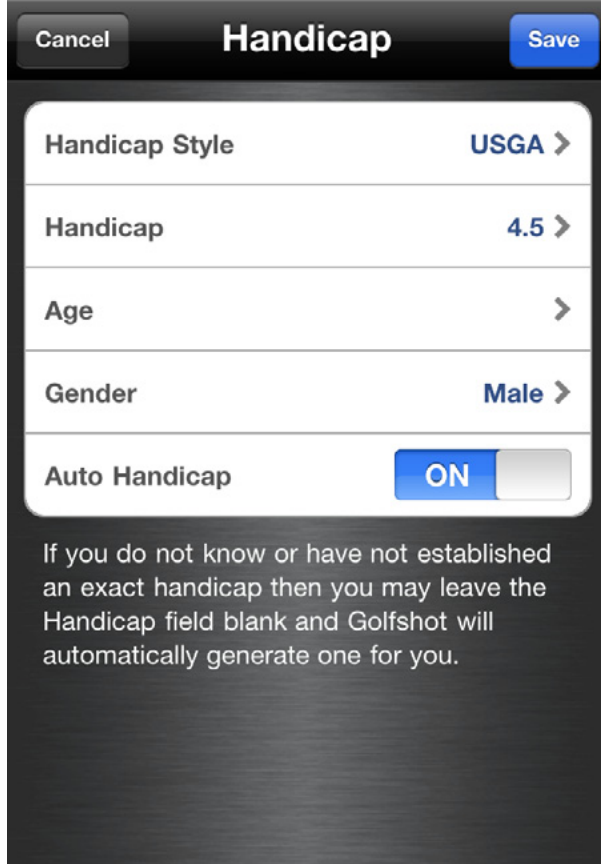 Cancel Handicap Save
Handicap Style USGA
Handicap 4.5
Age
Gender Male
Auto Handicap ON
If you do not know or have not established
an exact handicap then you may leave the
Handicap field blank and Golfshot will
automatically generate one for you.